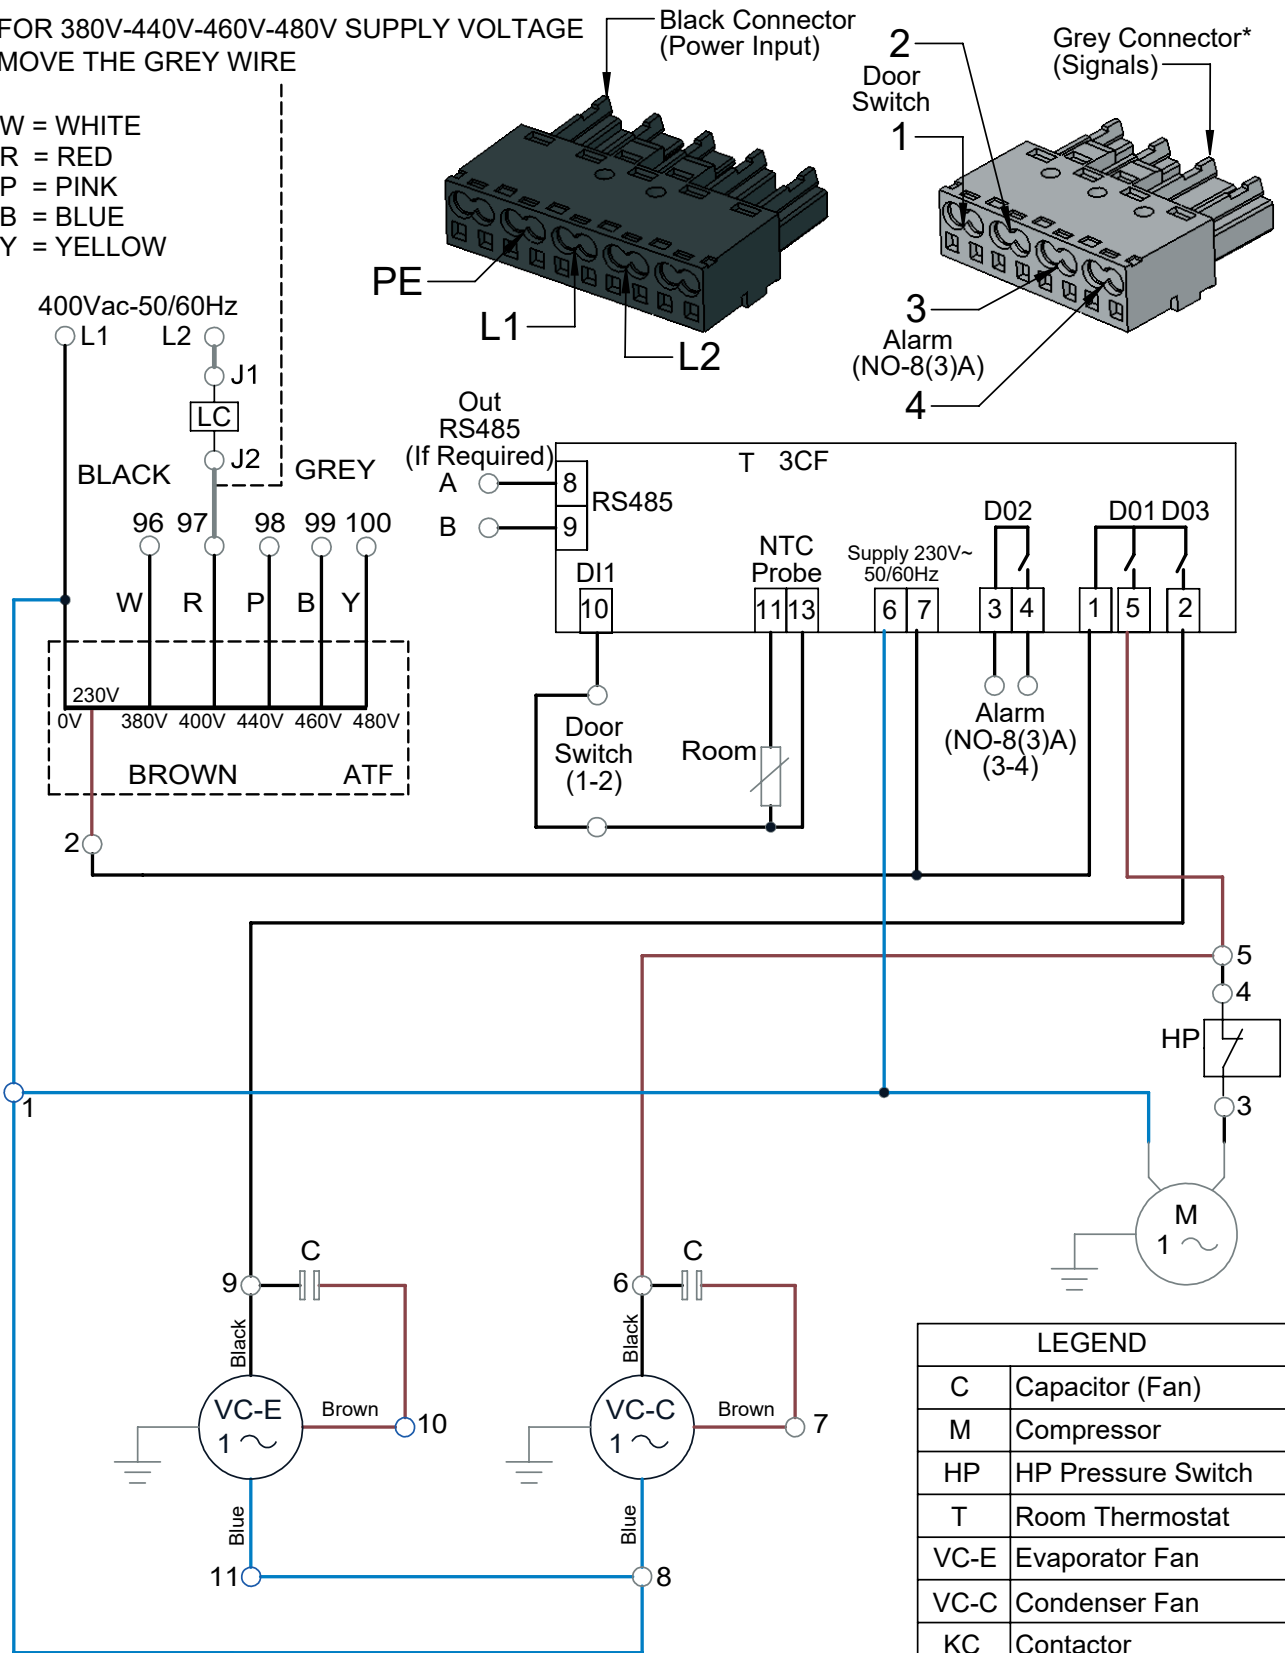 FOR 380V-440V-460V-480V SUPPLY VOLTAGE
MOVE THE GREY WIRE
W = WHITE
R = RED
P = PINK
B = BLUE
Y = YELLOW
Black Connector
(Power Input)
PE
L1
L2
Grey Connector*
(Signals)
2
Door
Switch
1
3
Alarm
(NO-8(3)A)
4
400Vac-50/60Hz
L1
L2
J1
LC
J2
BLACK
GREY
96
97
98
99
100
W
R
P
B
Y
230V
0V
380V
400V
440V
460V
480V
BROWN
ATF
2
Out
RS485
(If Required)
A
B
8
9
RS485
T
3CF
DI1
10
NTC
Probe
11
13
Supply 230V~
50/60Hz
6
7
D02
3
4
D01
D03
1
5
2
Door
Switch
(1-2)
Room
Alarm
(NO-8(3)A)
(3-4)
5
4
HP
3
1
M
1
9
C
Black
VC-E
1
Brown
10
Blue
11
6
C
Black
VC-C
1
Brown
7
Blue
8
LEGEND
C Capacitor (Fan)
M Compressor
HP HP Pressure Switch
T Room Thermostat
VC-E Evaporator Fan
VC-C Condenser Fan
KC Contactor